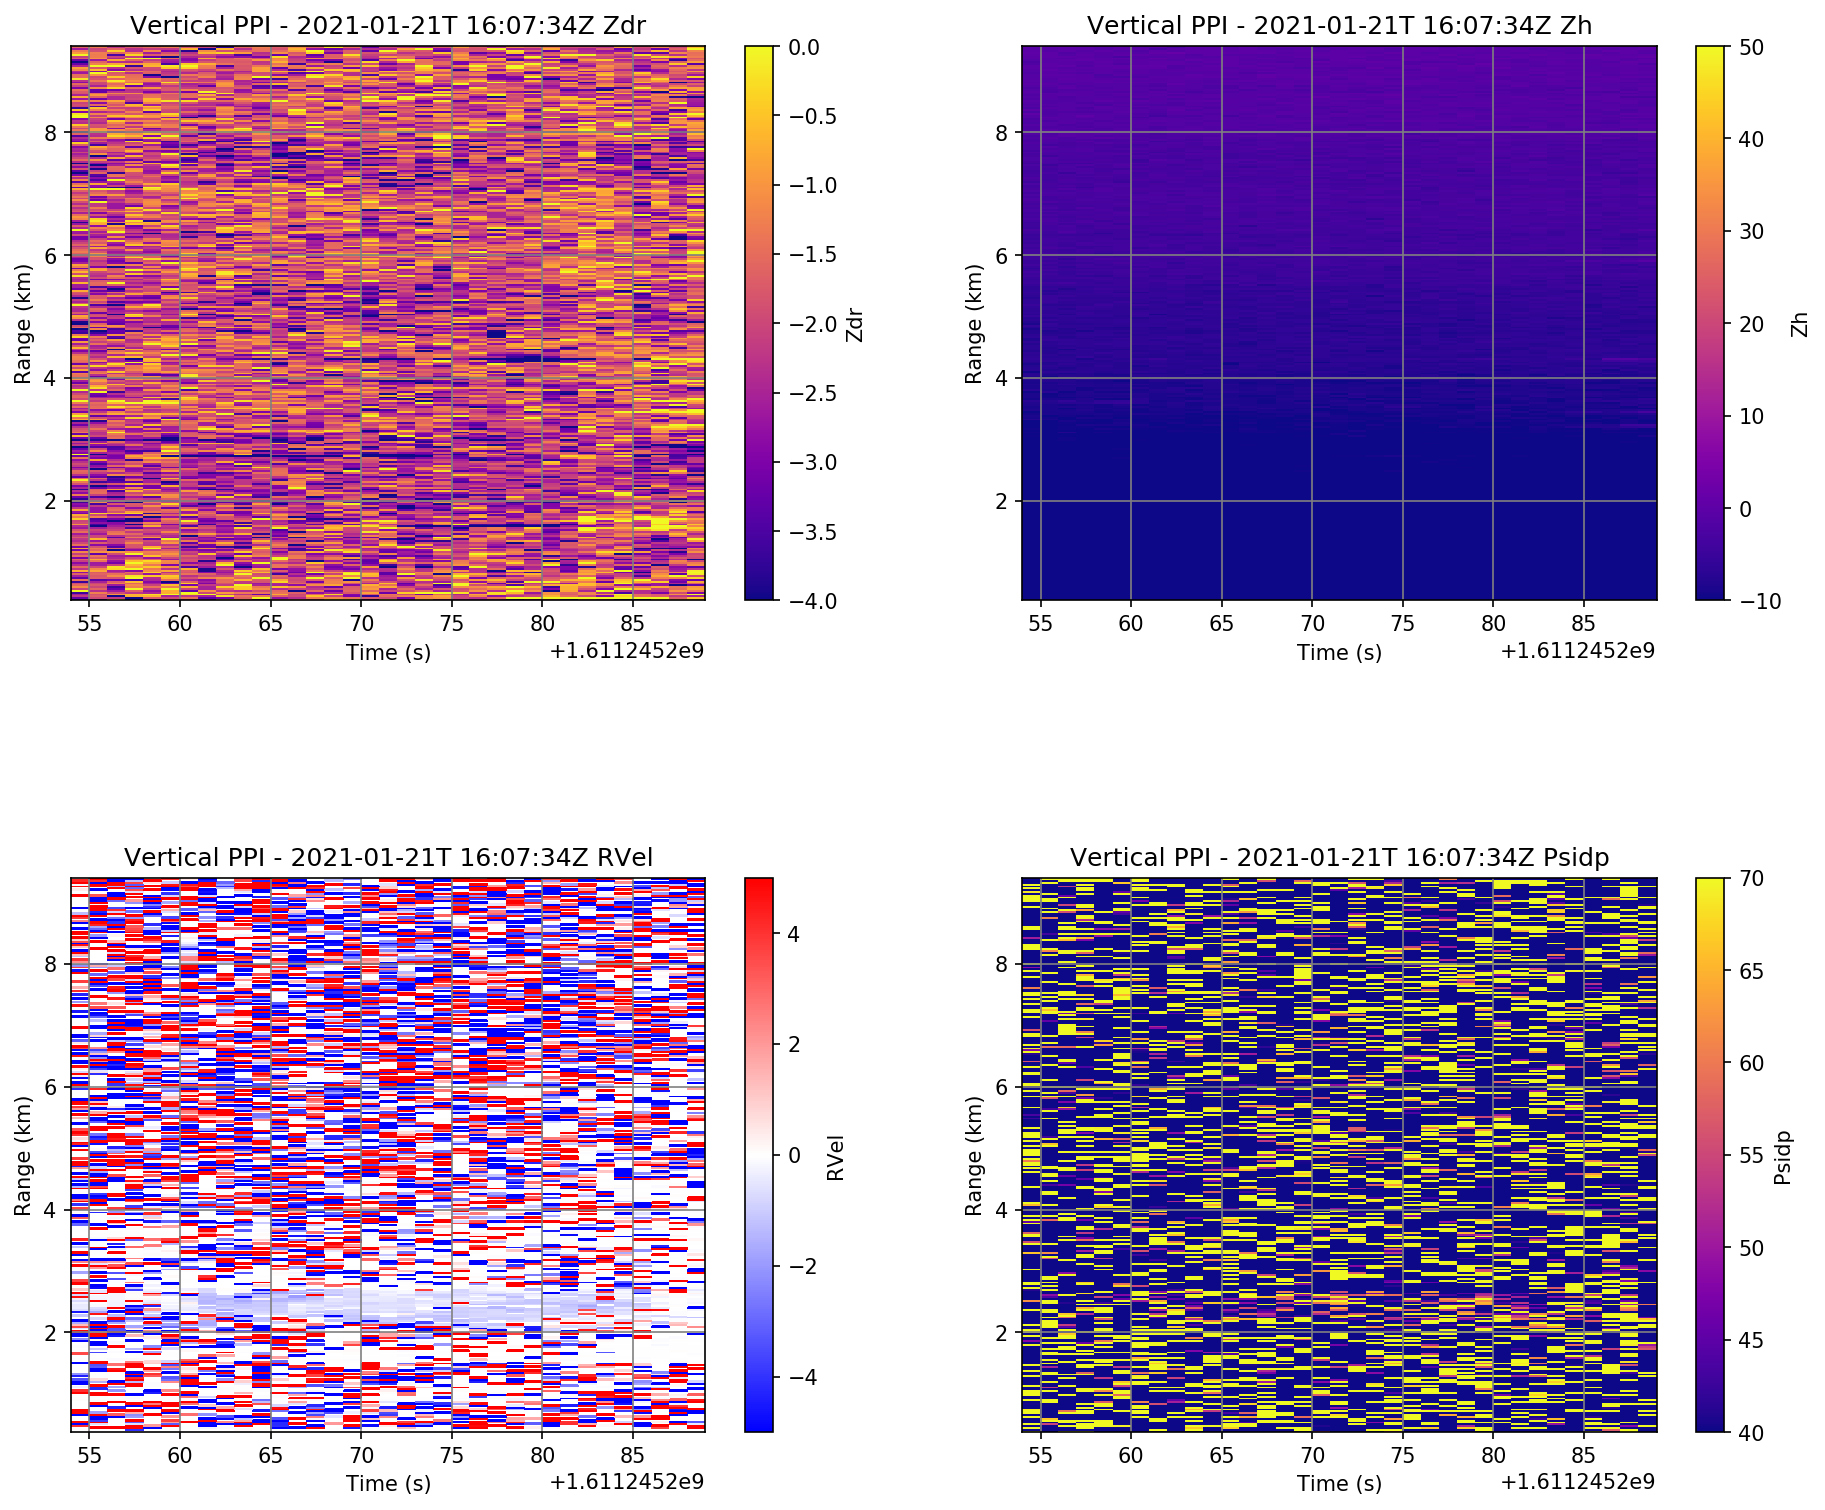 Vertical PPI - 2021-01-21T 16:07:34Z Zdr
0.0
−0.5
−1.0
−1.5
−2.0
−2.5
−3.0
−3.5
−4.0
Zdr
8
6
4
2
Range (km)
55 60 65 70 75 80 85
Time (s)
+1.6112452e9
Vertical PPI - 2021-01-21T 16:07:34Z Zh
50
40
30
20
10
0
−10
Zh
8
6
4
2
Range (km)
55 60 65 70 75 80 85
Time (s)
+1.6112452e9
Vertical PPI - 2021-01-21T 16:07:34Z RVel
4
2
0
−2
−4
RVel
8
6
4
2
Range (km)
55 60 65 70 75 80 85
Time (s)
+1.6112452e9
Vertical PPI - 2021-01-21T 16:07:34Z Psidp
70
65
60
55
50
45
40
Psidp
8
6
4
2
Range (km)
55 60 65 70 75 80 85
Time (s)
+1.6112452e9